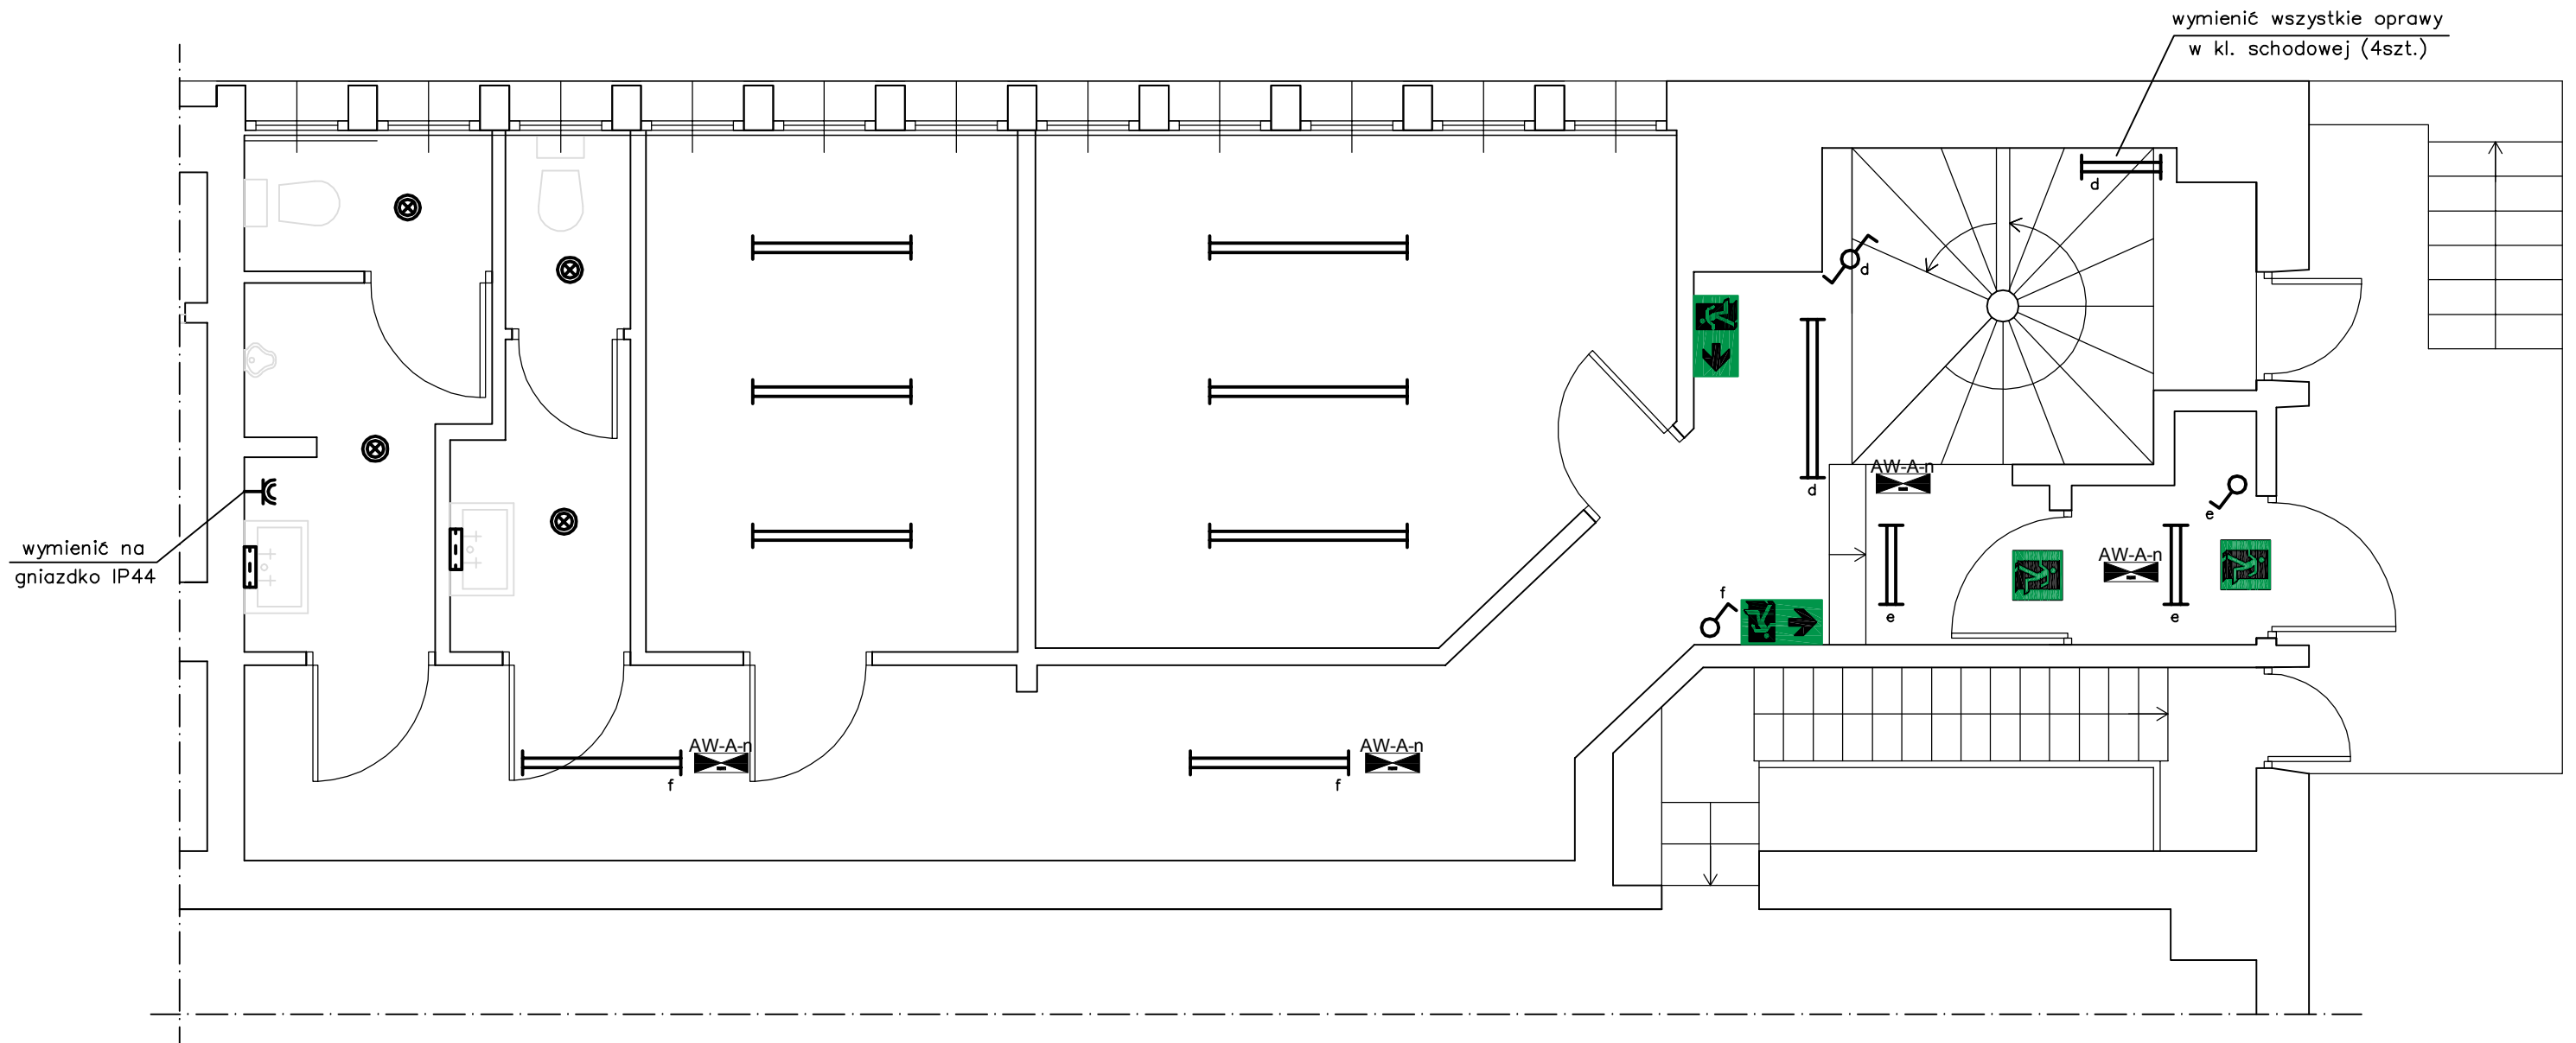 wymienić wszystkie oprawy
w kl. schodowej (4szt.)
d
d
d
AW-A-n
e
AW-A-n
e
e
wymienić na
gniazdko IP44
f
AW-A-n
f
AW-A-n
f